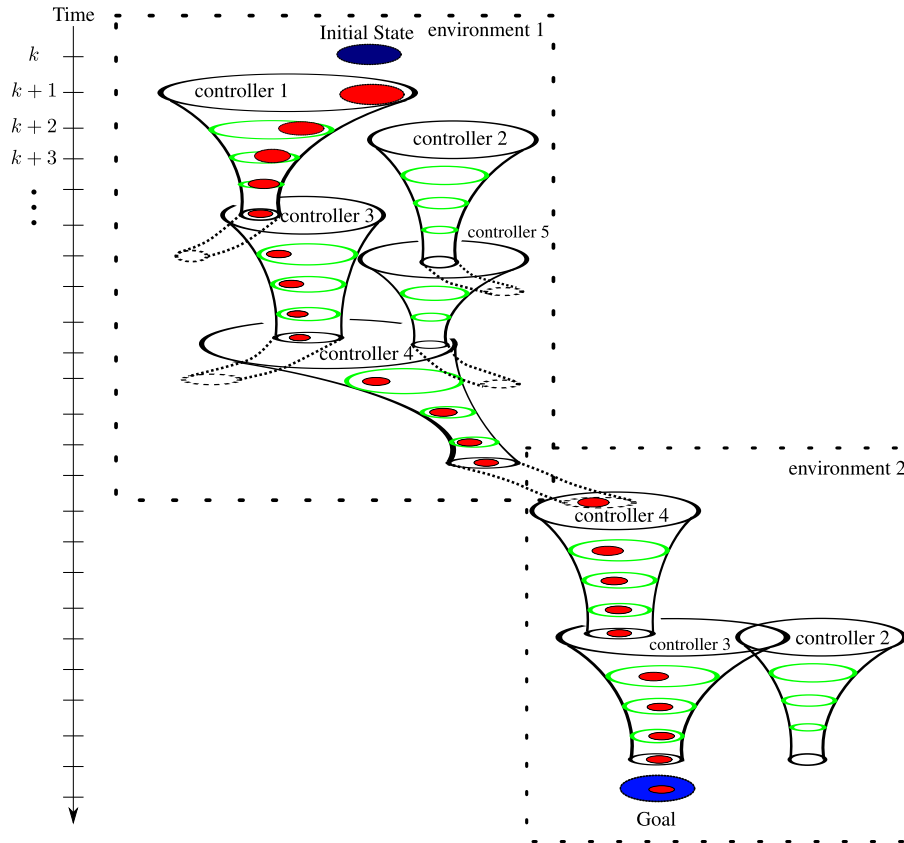 Time
Initial State
environment 1
k
k + 1
controller 1
k + 2
controller 2
k + 3
controller 3
controller 5
controller 4
environment 2
controller 4
controller 3
controller 2
Goal